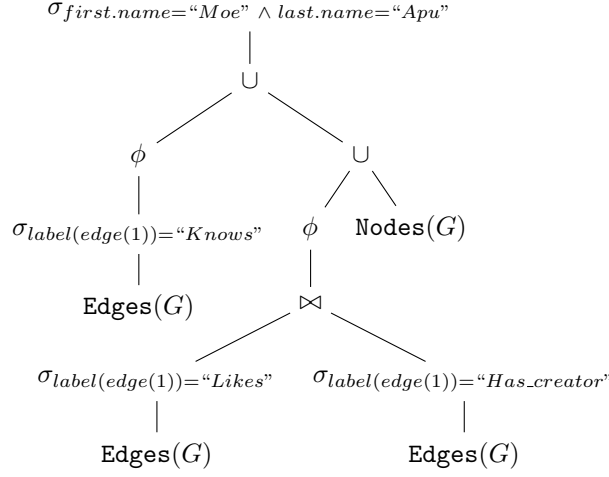 σfirst.name=“Moe” ∧ last.name=“Apu”
∪
ϕ ∪
σlabel(edge(1))=“Knows” ϕ Nodes(G)
Edges(G) ⋈
σlabel(edge(1))=“Likes” σlabel(edge(1))=“Has_creator”
Edges(G) Edges(G)